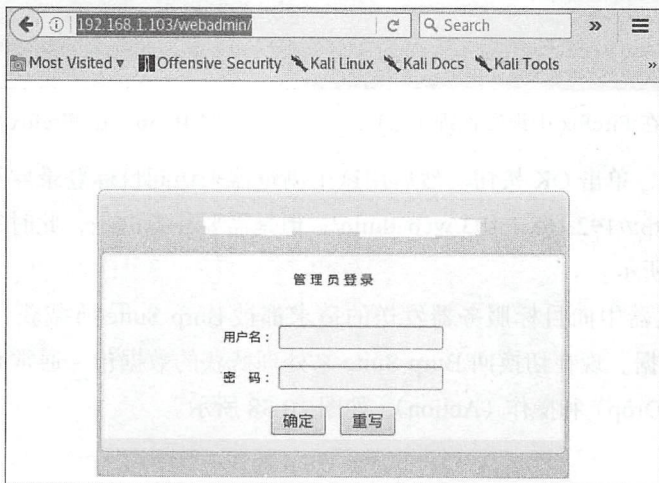 192.168.1.103/webadmin/
Search
Most Visited
Offensive Security
Kali Linux
Kali Docs
Kali Tools
管理员登录
用户名：
密 码：
确定
重写